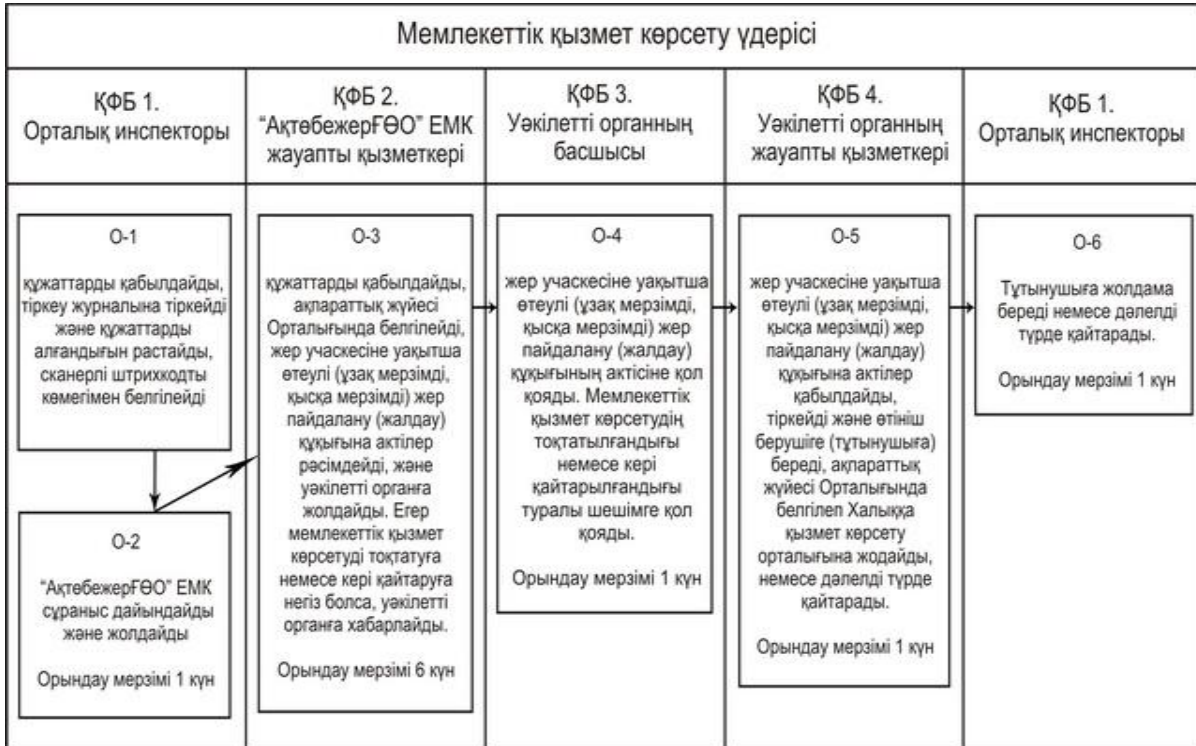 Мемлекеттік қызмет көрсету үдерісі
ҚФБ 1.
Орталық инспекторы
ҚФБ 2.
"АқтөбежерҒӨО" ЕМК
жауапты қызметкері
ҚФБ 3.
Уәкілетті органның
басшысы
ҚФБ 4.
Уәкілетті органның
жауапты қызметкері
ҚФБ 1.
Орталық инспекторы
О-1
құжаттарды қабылдайды,
тіркеу журналына тіркейді
және құжаттарды
алғандығын растайды,
сканерлі штрихкодты
көмегімен белгілейді
О-2
"АқтөбежерҒӨО" ЕМК
сұраныс дайындайды
және жолдайды
Орындау мерзімі 1 күн
О-3
құжаттарды қабылдайды,
ақпараттық жүйесі
Орталығында белгілейді,
жер учаскесіне уақытша
өтеулі (ұзақ мерзімді,
қысқа мерзімді) жер
пайдалану (жалдау)
құқығына актілер
рәсімдейді, және
уәкілетті органға
жолдайды. Егер
мемлекеттік қызмет
көрсетуді тоқтатуға
немесе кері қайтаруға
негіз болса, уәкілетті
органға хабарлайды.
Орындау мерзімі 6 күн
О-4
жер учаскесіне уақытша
өтеулі (ұзақ мерзімді,
қысқа мерзімді) жер
пайдалану (жалдау)
құқығының актісіне қол
қояды. Мемлекеттік
қызмет көрсетудің
тоқтатылғандығы
немесе кері
қайтарылғандығы
туралы шешімге қол
қояды.
Орындау мерзімі 1 күн
О-5
жер учаскесіне уақытша
өтеулі (ұзақ мерзімді,
қысқа мерзімді) жер
пайдалану (жалдау)
құқығына актілер
қабылдайды,
тіркейді және өтініш
берушіге (тұтынушыға)
береді, ақпараттық
жүйесі Орталығында
белгілеп Халыққа
қызмет көрсету
орталығына жодайды,
немесе дәлелді түрде
қайтарады.
Орындау мерзімі 1 күн
О-6
Тұтынушыға жолдама
береді немесе дәлелді
түрде қайтарады.
Орындау мерзімі 1 күн